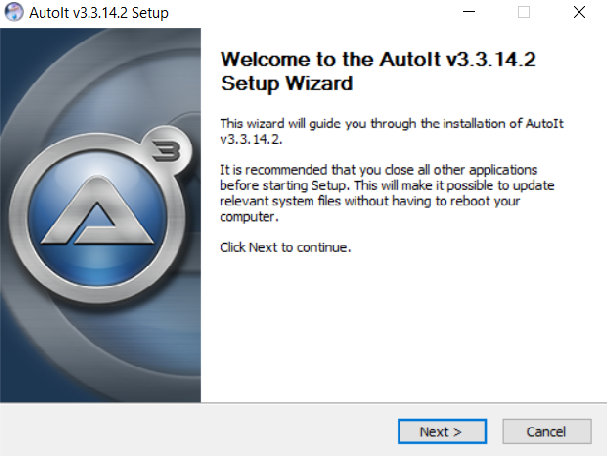 AutoIt v3.3.14.2 Setup
Welcome to the AutoIt v3.3.14.2
Setup Wizard
This wizard will guide you through the installation of AutoIt
v3.3.14.2.
It is recommended that you close all other applications
before starting Setup. This will make it possible to update
relevant system files without having to reboot your
computer.
Click Next to continue.
3
Next >
Cancel